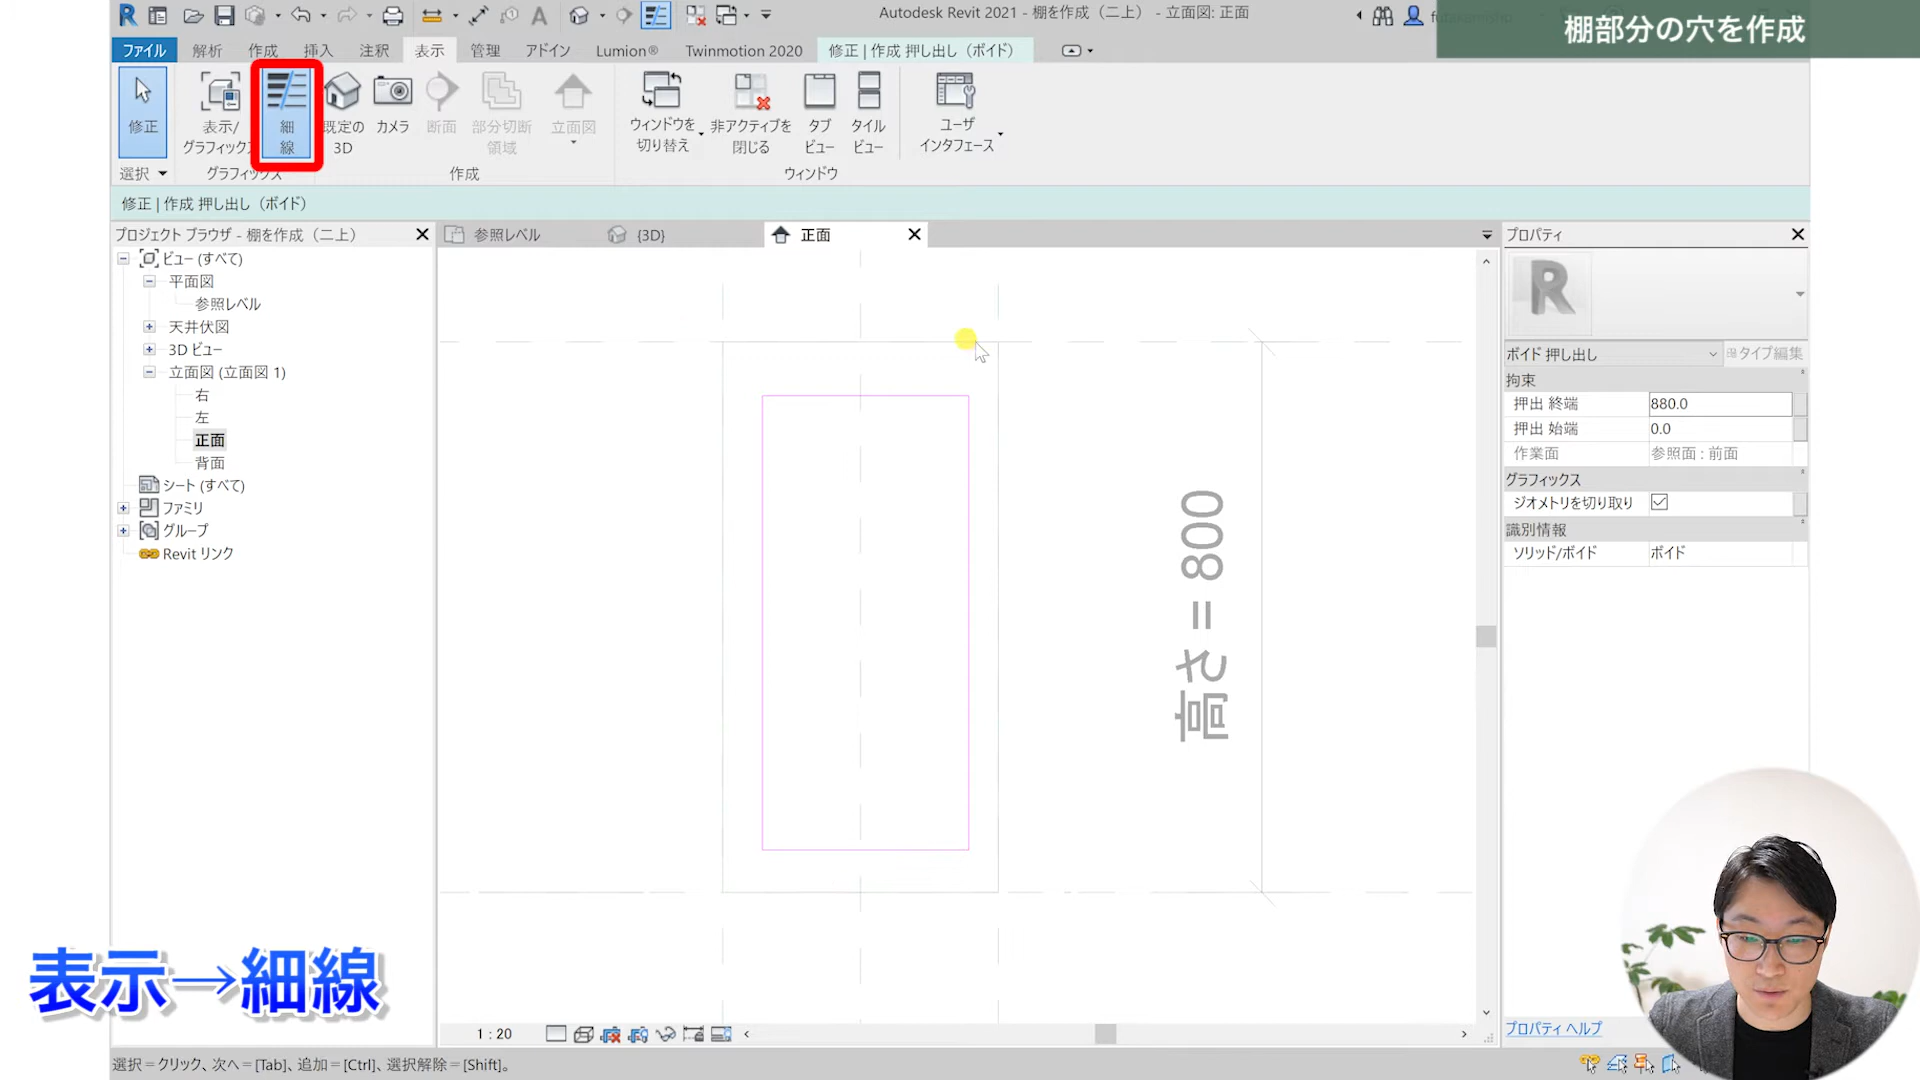 Autodesk Revit 2021 - 棚を作成（二上） - 立面図: 正面
棚部分の穴を作成
ファイル 解析 作成 挿入 注釈 表示 管理 アドイン Lumion® Twinmotion 2020 修正 | 作成 押し出し（ボイド）
修正
表示/
グラフィックス
細
線
既定の
3D
カメラ
断面
部分切断
領域
立面図
ウィンドウを
切り替え
非アクティブを
閉じる
タブ
ビュー
タイル
ビュー
ユーザ
インタフェース
選択 グラフィックス 作成 ウィンドウ
修正 | 作成 押し出し（ボイド）
プロジェクト ブラウザ - 棚を作成（二上）
参照レベル {3D} 正面
ビュー (すべて)
平面図
参照レベル
天井伏図
3D ビュー
立面図 (立面図 1)
右
左
正面
背面
シート (すべて)
ファミリ
グループ
Revit リンク
高さ = 800
プロパティ
ボイド 押し出し タイプ編集
拘束
押出 終端 880.0
押出 始端 0.0
作業面 参照面 : 前面
グラフィックス
ジオメトリを切り取り
識別情報
ソリッド/ボイド ボイド
プロパティ ヘルプ
表示→細線
1 : 20
選択＝クリック、次へ＝[Tab]、追加＝[Ctrl]、選択解除＝[Shift]。